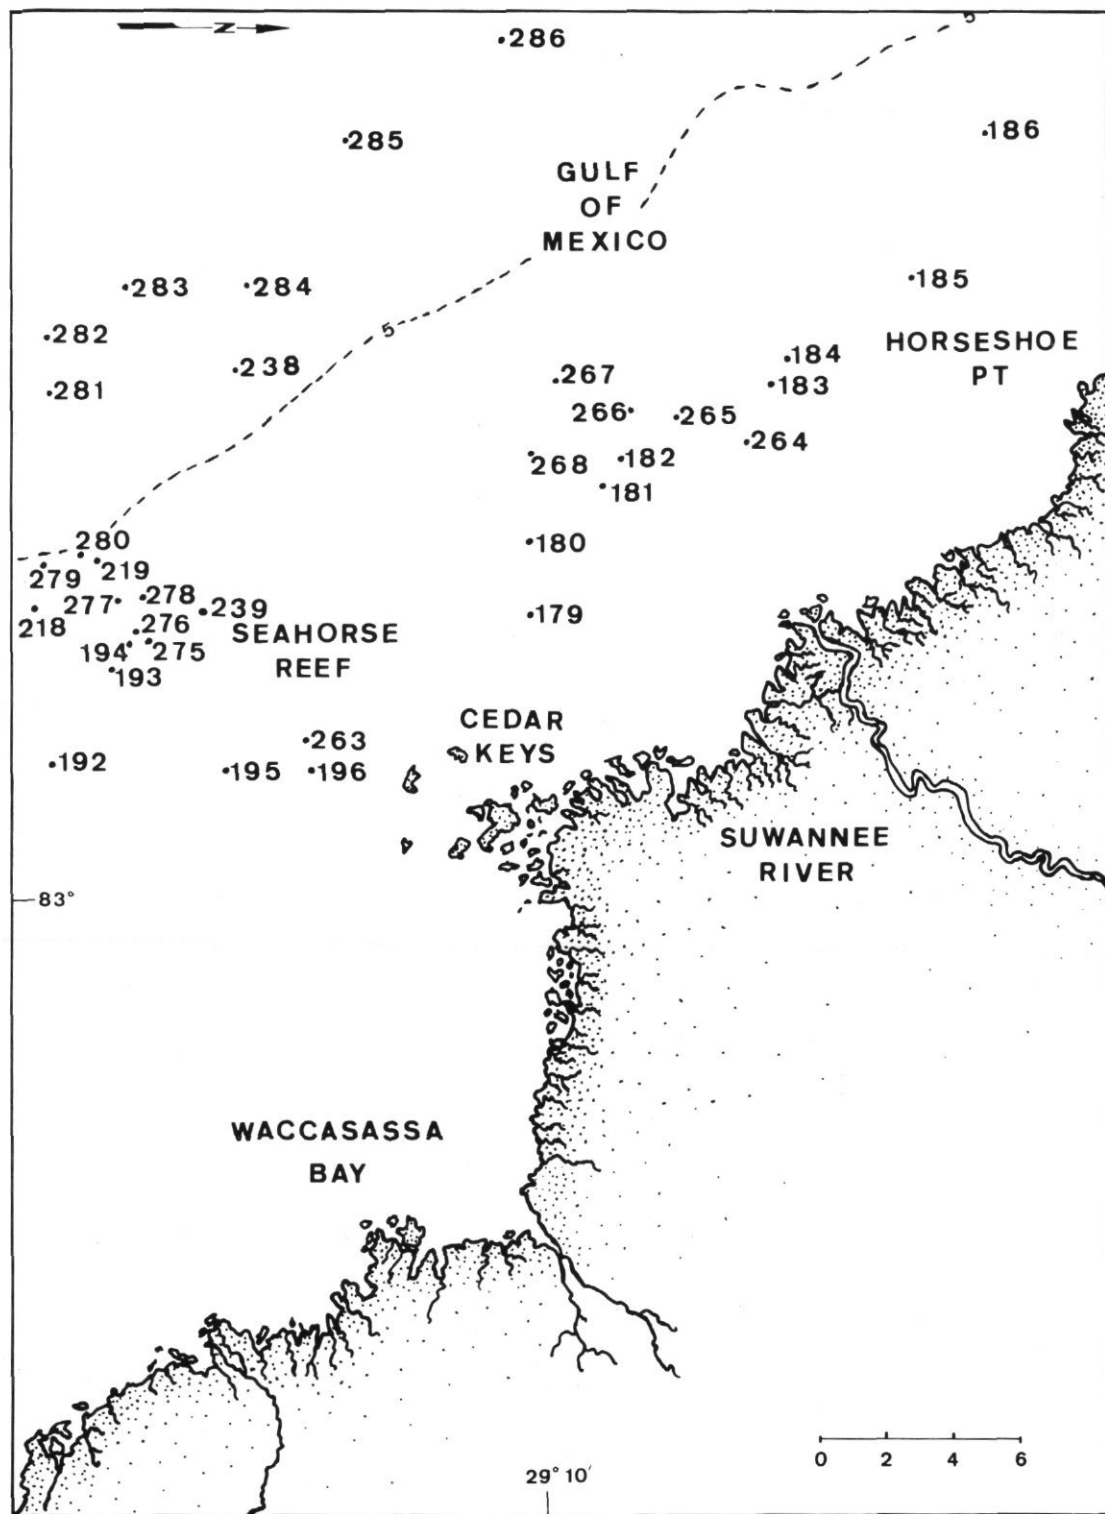 N
5
286
285
186
GULF
OF
MEXICO
283
284
185
282
5
HORSESHOE
PT
184
238
267
183
281
266
265
264
268
182
181
280
180
279
219
278
277
239
179
218
276
SEAHORSE
REEF
194
275
193
CEDAR
KEYS
263
192
195
196
SUWANNEE
RIVER
83°
WACCASASSA
BAY
0 2 4 6
29° 10′